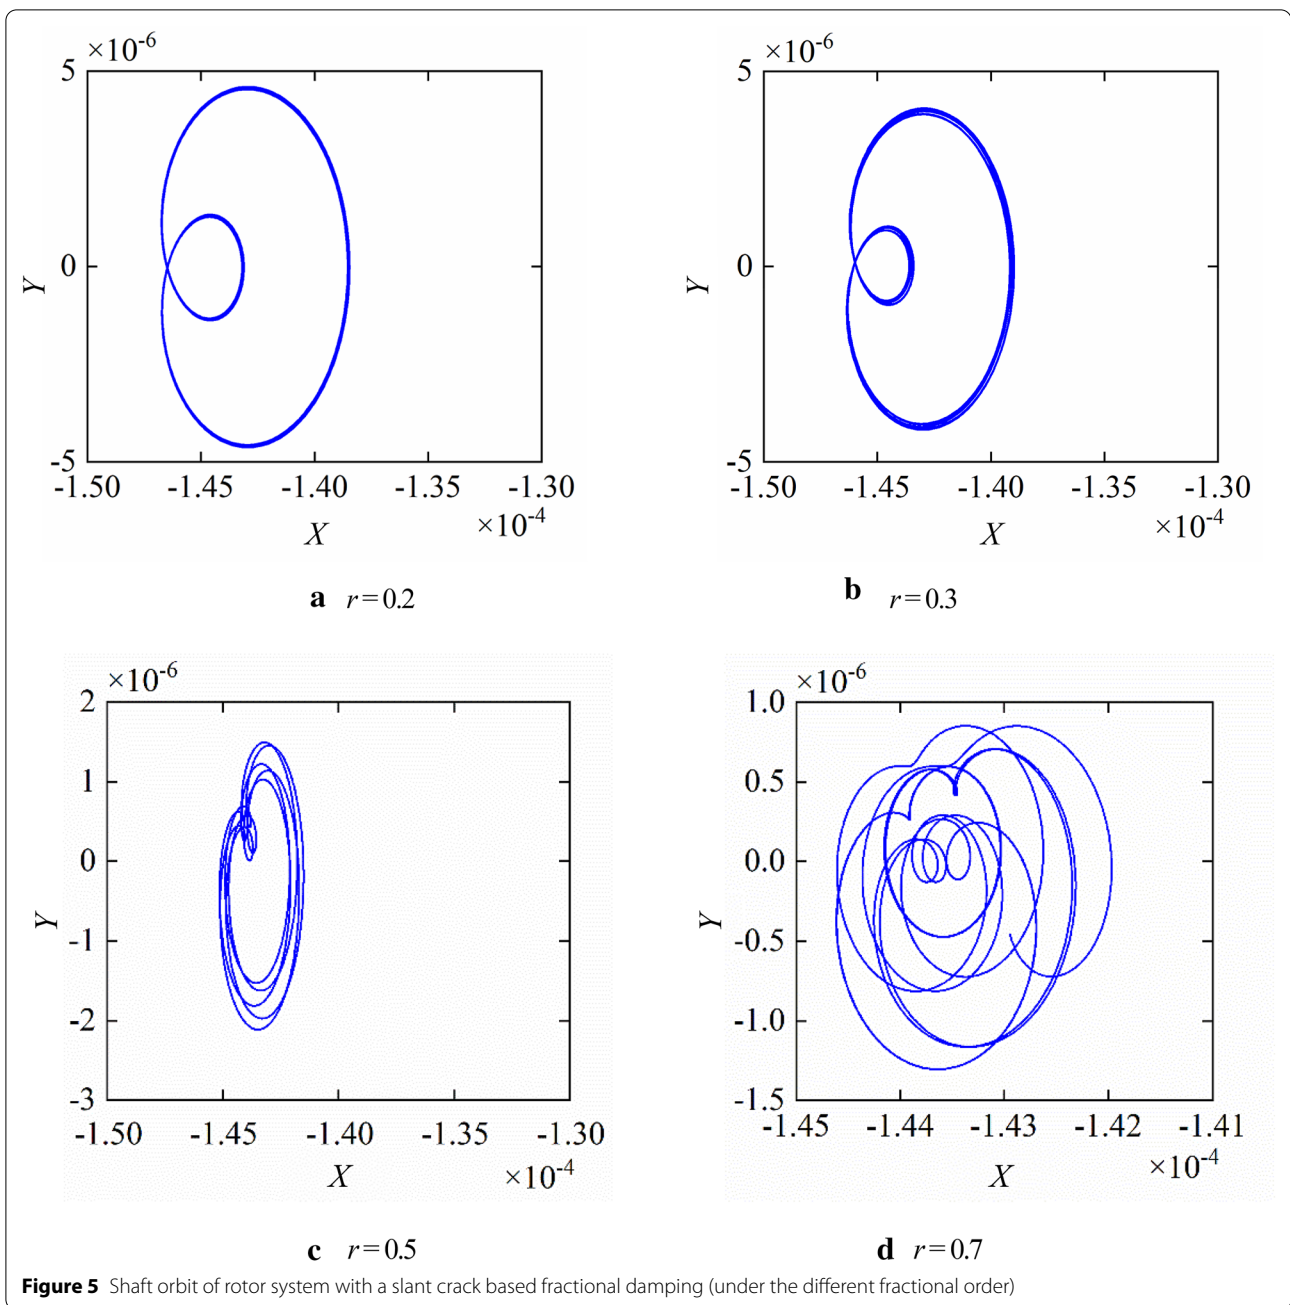 ×10-6
5
0
-5
Y
-1.50 -1.45 -1.40 -1.35 -1.30
×10-4
X
a r=0.2
×10-6
5
0
-5
Y
-1.50 -1.45 -1.40 -1.35 -1.30
×10-4
X
b r=0.3
×10-6
2
1
0
-1
-2
-3
Y
-1.50 -1.45 -1.40 -1.35 -1.30
×10-4
X
c r=0.5
×10-6
1.0
0.5
0.0
-0.5
-1.0
-1.5
Y
-1.45 -1.44 -1.43 -1.42 -1.41
×10-4
X
d r=0.7
Figure 5 Shaft orbit of rotor system with a slant crack based fractional damping (under the different fractional order)